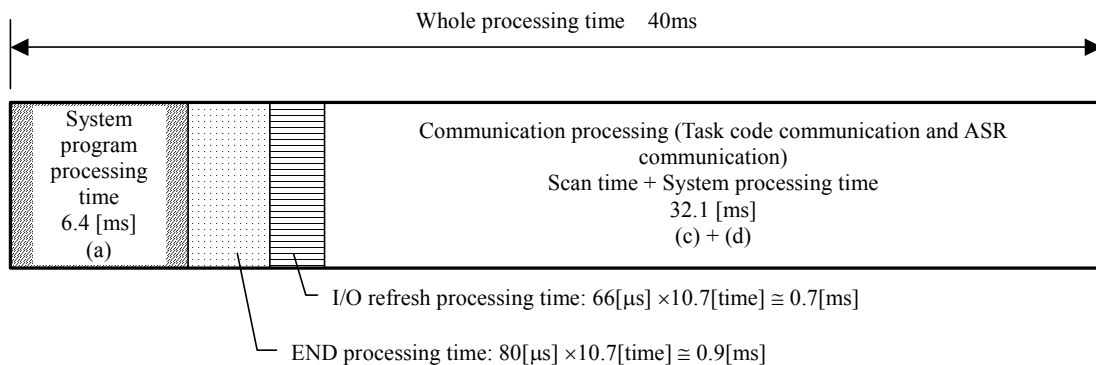 Whole processing time 40ms
System
program
processing
time
6.4 [ms]
(a)
Communication processing (Task code communication and ASR
communication)
Scan time + System processing time
32.1 [ms]
(c) + (d)
I/O refresh processing time: 66[μs] ×10.7[time] ≅ 0.7[ms]
END processing time: 80[μs] ×10.7[time] ≅ 0.9[ms]